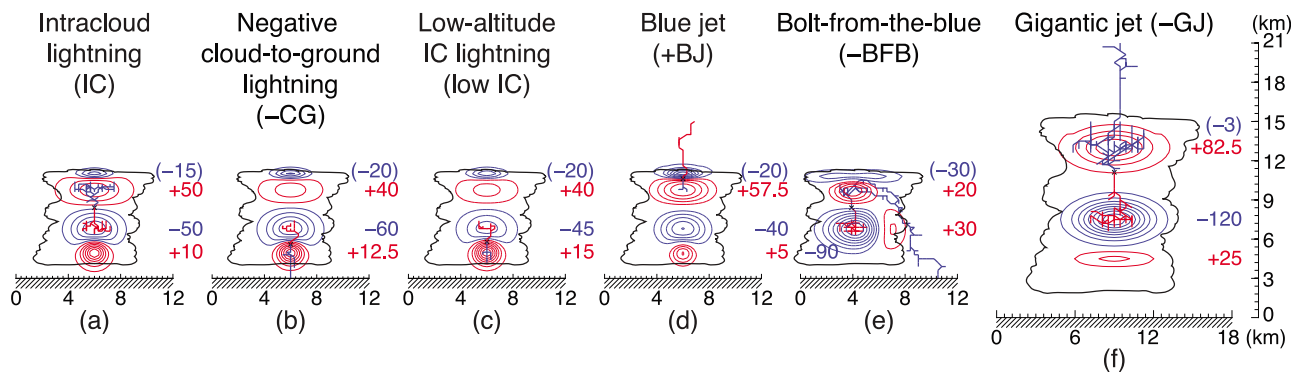 Intracloud
lightning
(IC)
Negative
cloud-to-ground
lightning
(−CG)
Low-altitude
IC lightning
(low IC)
Blue jet
(+BJ)
Bolt-from-the-blue
(−BFB)
Gigantic jet (−GJ)
(km)
21
18
15
12
9
6
3
0
(−15)
+50
−50
+10
(−20)
+40
−60
+12.5
(−20)
+40
−45
+15
(−20)
+57.5
−40
+5
(−30)
+20
+30
−90
(−3)
+82.5
−120
+25
0 4 8 12
0 4 8 12
0 4 8 12
0 4 8 12
0 4 8 12
0 6 12 18 (km)
(a)
(b)
(c)
(d)
(e)
(f)